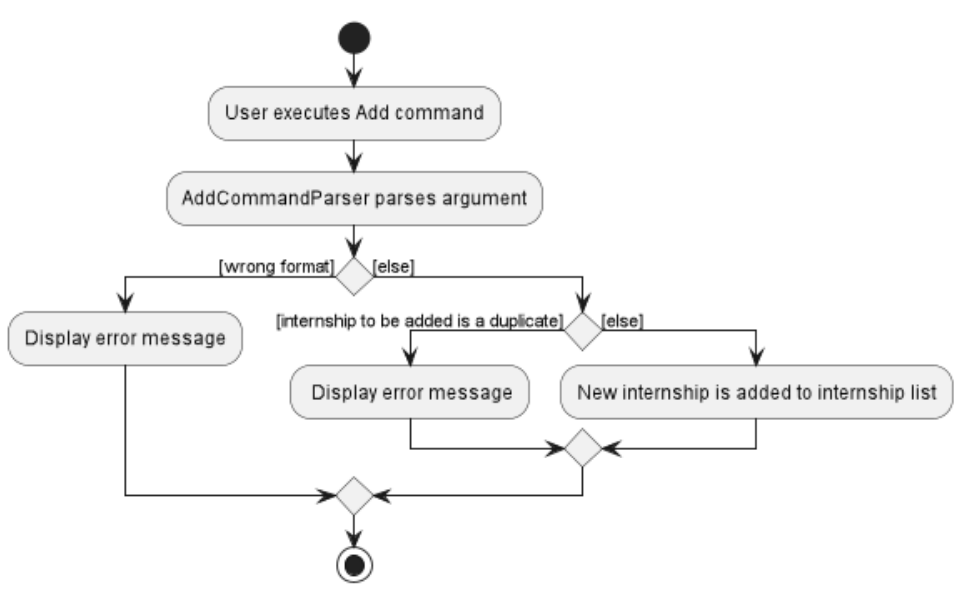 User executes Add command
AddCommandParser parses argument
[wrong format]
[else]
[internship to be added is a duplicate]
[else]
Display error message
Display error message
New internship is added to internship list